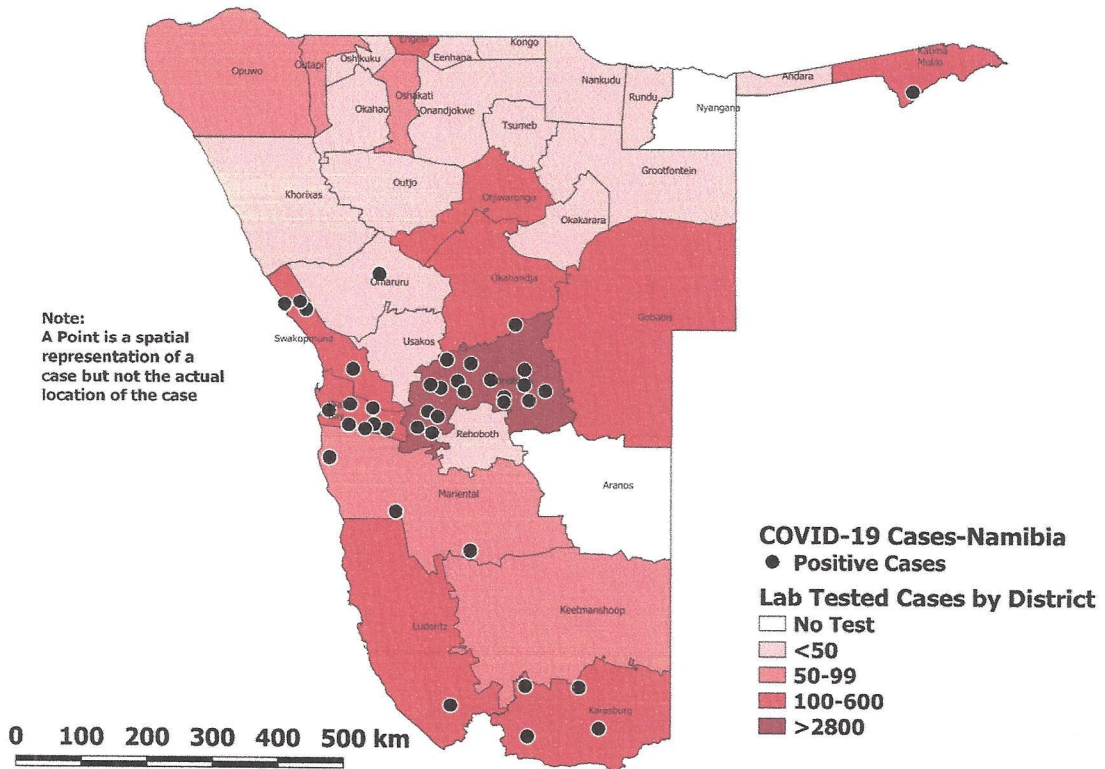 Engela
Kongo
Katima
Mulilo
Opuwo
Outapi
Oshikuku
Eenhana
Oshakati
Okahao
Onandjokwe
Nankudu
Rundu
Andara
Nyangana
Tsumeb
Grootfontein
Khorixas
Outjo
Otjiwarongo
Okakarara
Omaruru
Okahandja
Gobabis
Note:
A Point is a spatial
representation of a
case but not the actual
location of the case
Swakopmund
Usakos
Rehoboth
Aranos
Mariental
COVID-19 Cases-Namibia
Positive Cases
Lab Tested Cases by District
No Test
<50
50-99
100-600
>2800
Keetmanshoop
Luderitz
Karasburg
0 100 200 300 400 500 km